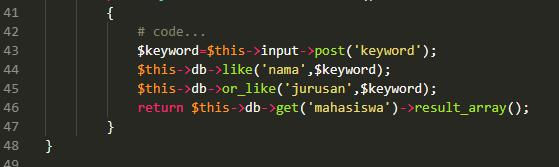 41 {
42 # code...
43 $keyword=$this->input->post('keyword');
44 $this->db->like('nama',$keyword);
45 $this->db->or_like('jurusan',$keyword);
46 return $this->db->get('mahasiswa')->result_array();
47 }
48 }
49